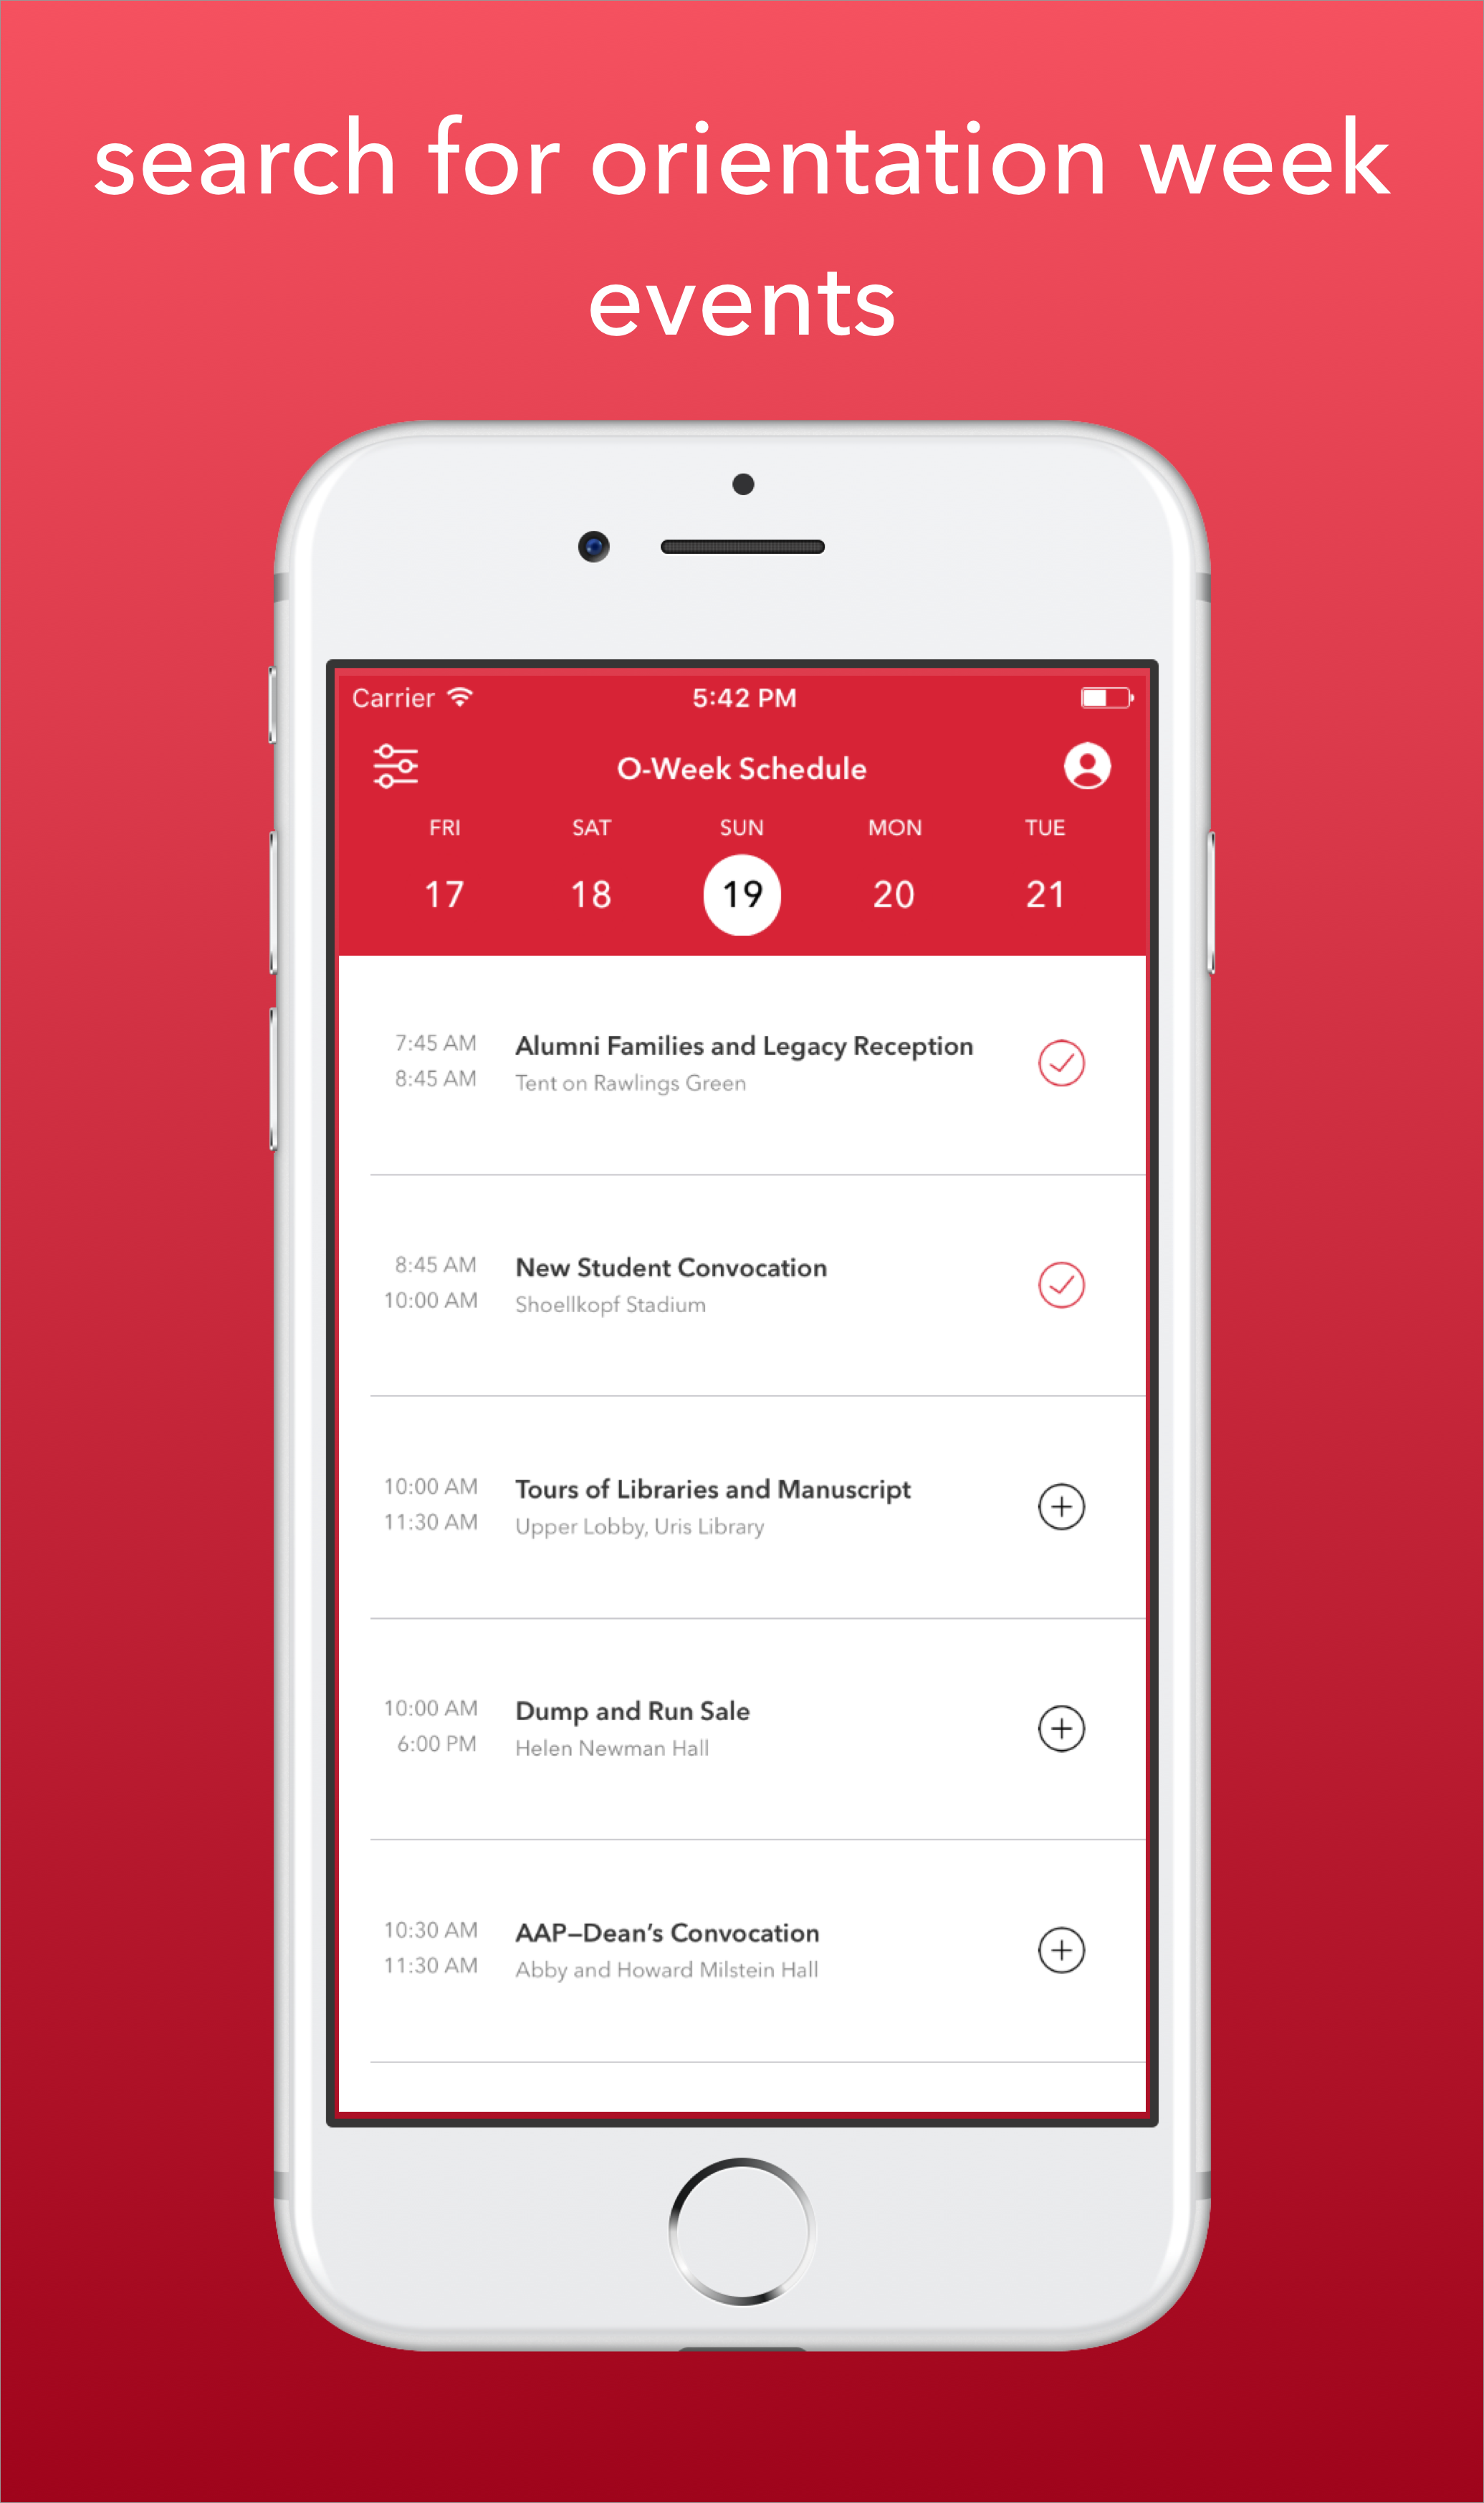 search for orientation week
events
Carrier 5:42 PM
O-Week Schedule
FRI SAT SUN MON TUE
17 18 19 20 21
7:45 AM Alumni Families and Legacy Reception
8:45 AM Tent on Rawlings Green
8:45 AM New Student Convocation
10:00 AM Shoellkopf Stadium
10:00 AM Tours of Libraries and Manuscript
11:30 AM Upper Lobby, Uris Library
10:00 AM Dump and Run Sale
6:00 PM Helen Newman Hall
10:30 AM AAP–Dean’s Convocation
11:30 AM Abby and Howard Milstein Hall